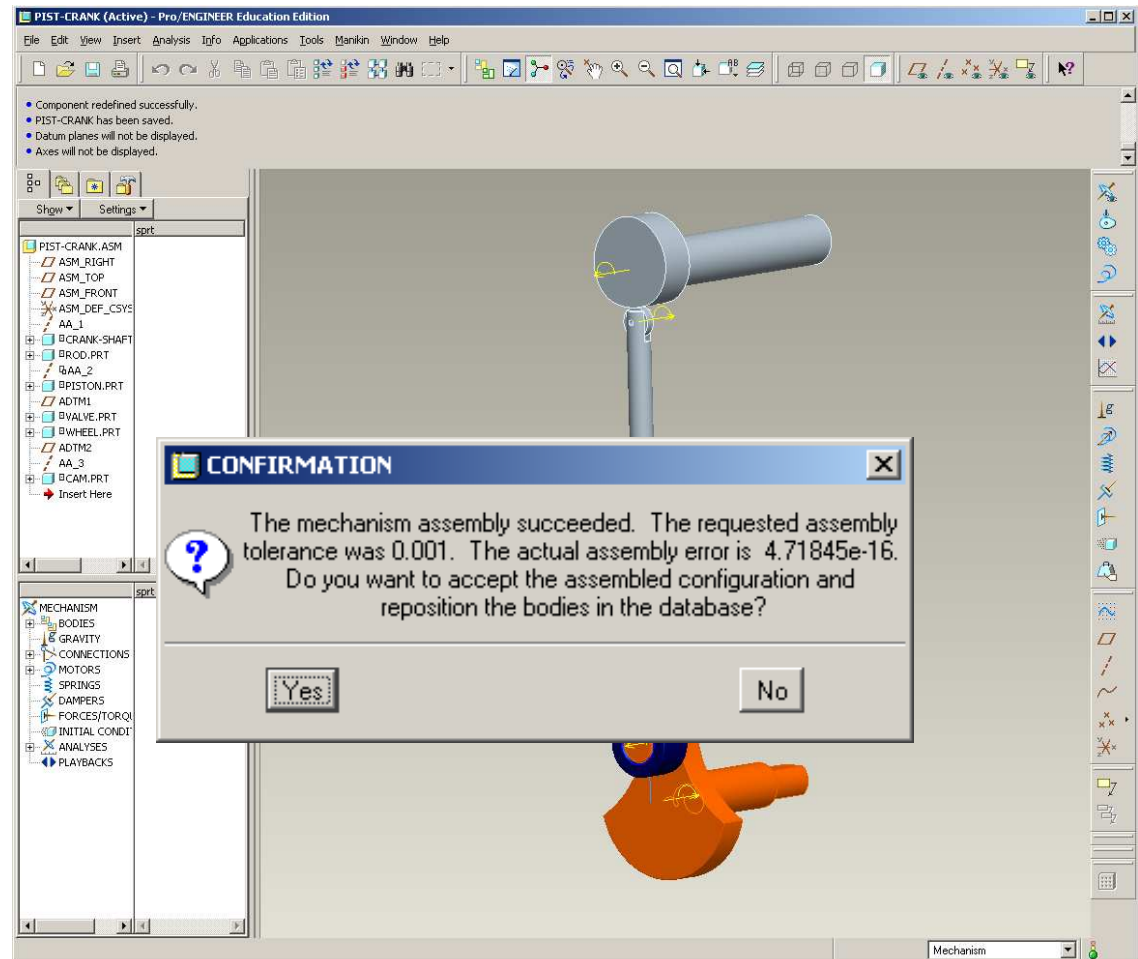 PIST-CRANK (Active) - Pro/ENGINEER Education Edition
File Edit View Insert Analysis Info Applications Tools Manikin Window Help
• Component redefined successfully.
• PIST-CRANK has been saved.
• Datum planes will not be displayed.
• Axes will not be displayed.
Show Settings
sprt
PIST-CRANK.ASM
ASM_RIGHT
ASM_TOP
ASM_FRONT
ASM_DEF_CSYS
AA_1
CRANK-SHAFT
ROD.PRT
AA_2
PISTON.PRT
ADTM1
VALVE.PRT
WHEEL.PRT
ADTM2
AA_3
CAM.PRT
Insert Here
CONFIRMATION
The mechanism assembly succeeded. The requested assembly
tolerance was 0.001. The actual assembly error is 4.71845e-16.
Do you want to accept the assembled configuration and
reposition the bodies in the database?
Yes No
sprt
MECHANISM
BODIES
GRAVITY
CONNECTIONS
MOTORS
SPRINGS
DAMPERS
FORCES/TORQU
INITIAL CONDIT
ANALYSES
PLAYBACKS
Mechanism